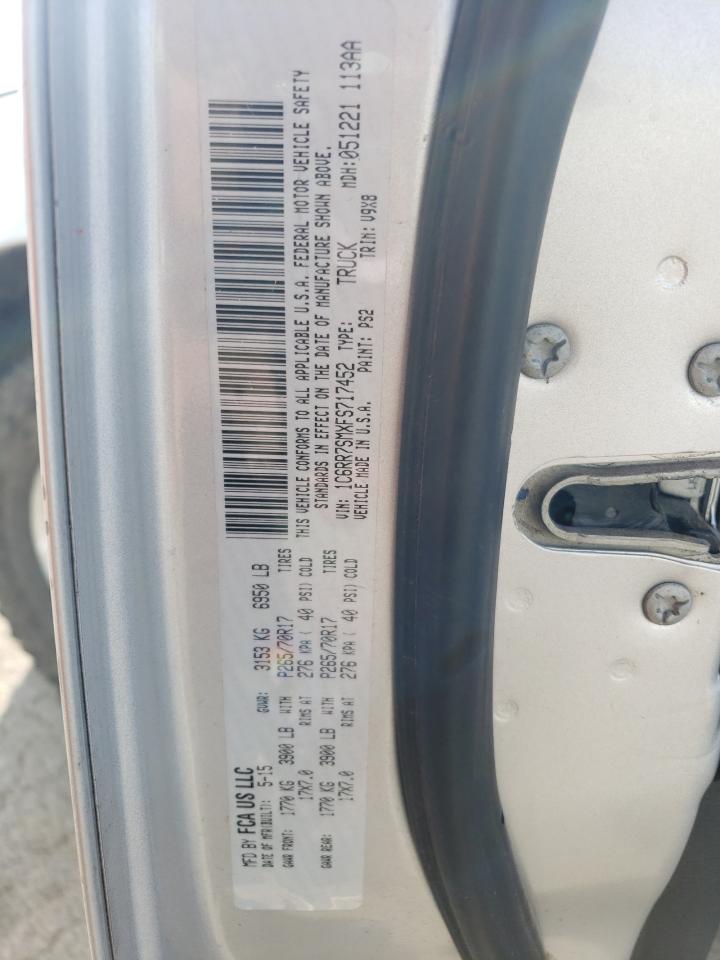 MFD BY FCA US LLC
DATE OF MFR(BUILT): 5-15 GVWR: 3153 KG 6950 LB
GAWR FRONT: 1770 KG 3900 LB WITH P265/70R17 TIRES
17X7.0 RIMS AT 276 KPA ( 40 PSI) COLD
GAWR REAR: 1770 KG 3900 LB WITH P265/70R17 TIRES
17X7.0 RIMS AT 276 KPA ( 40 PSI) COLD
THIS VEHICLE CONFORMS TO ALL APPLICABLE U.S.A. FEDERAL MOTOR VEHICLE SAFETY
STANDARDS IN EFFECT ON THE DATE OF MANUFACTURE SHOWN ABOVE.
VIN: 1C6RR7SMXFS717452 TYPE: TRUCK MDH:051221 113AA
VEHICLE MADE IN U.S.A. PAINT: PS2 TRIM: V9X8